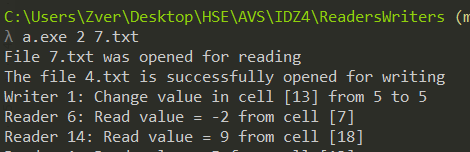 C:\Users\Zver\Desktop\HSE\AVS\IDZ4\ReadersWriters (m
λ a.exe 2 7.txt
File 7.txt was opened for reading
The file 4.txt is successfully opened for writing
Writer 1: Change value in cell [13] from 5 to 5
Reader 6: Read value = -2 from cell [7]
Reader 14: Read value = 9 from cell [18]